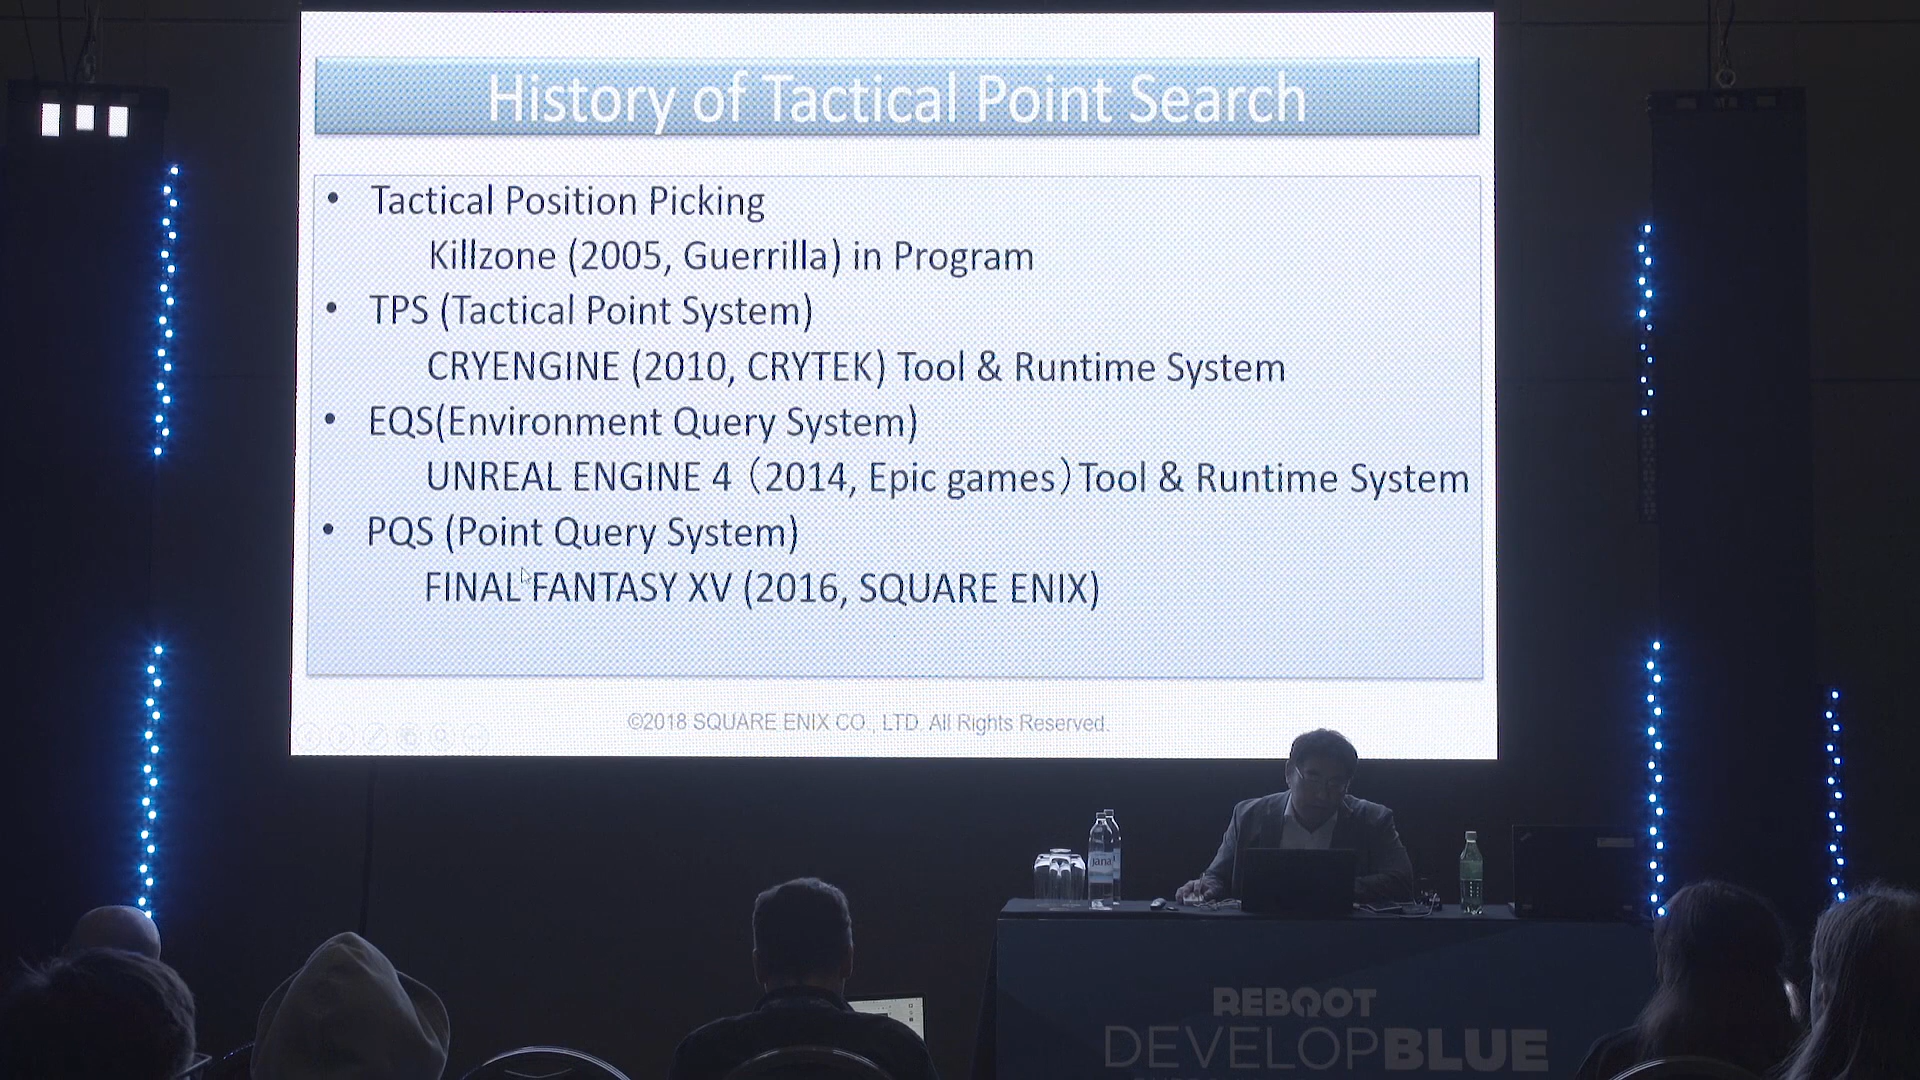 History of Tactical Point Search
• Tactical Position Picking
Killzone (2005, Guerrilla) in Program
• TPS (Tactical Point System)
CRYENGINE (2010, CRYTEK) Tool & Runtime System
• EQS(Environment Query System)
UNREAL ENGINE 4（2014, Epic games）Tool & Runtime System
• PQS (Point Query System)
FINAL FANTASY XV (2016, SQUARE ENIX)
©2018 SQUARE ENIX CO., LTD. All Rights Reserved.
Jana
REBOOT
DEVELOPBLUE